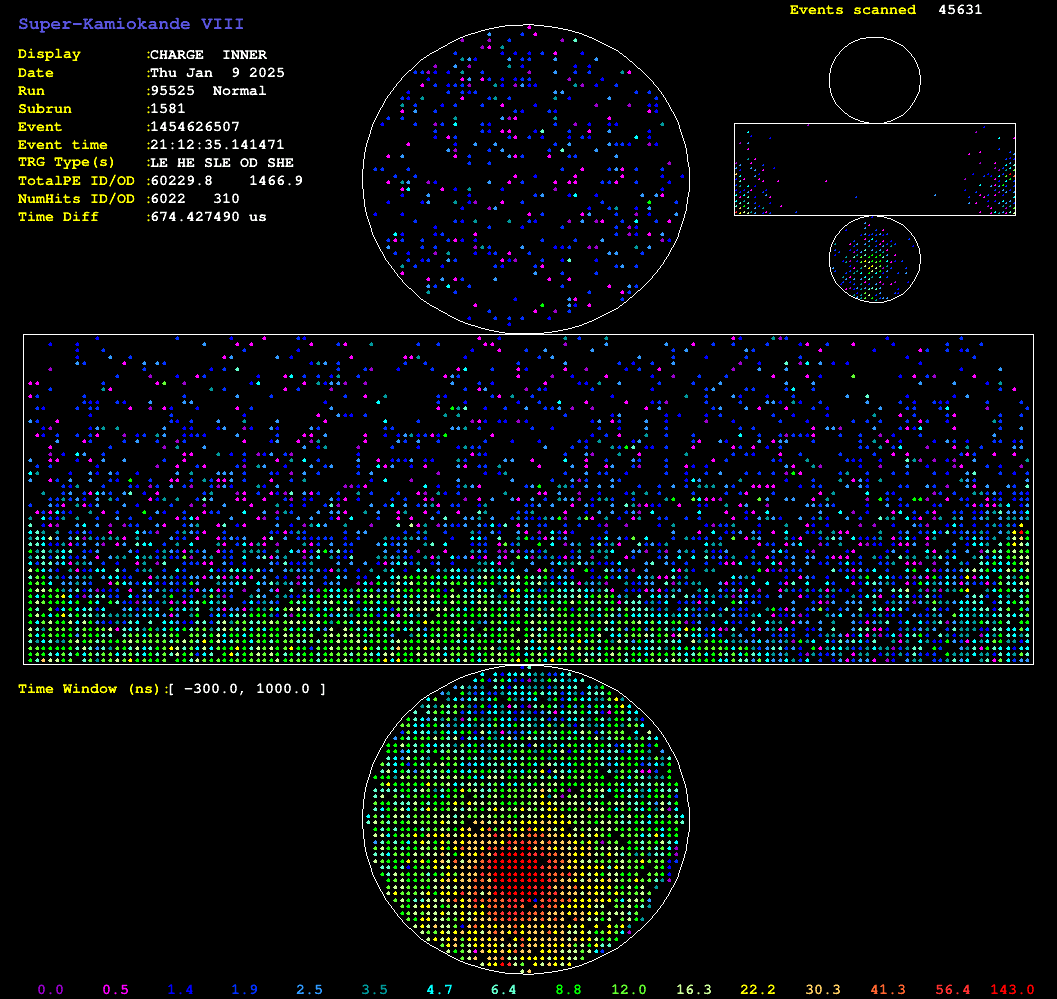 Super-Kamiokande VIII
Events scanned 45631
Display :CHARGE INNER
Date :Thu Jan 9 2025
Run :95525 Normal
Subrun :1581
Event :1454626507
Event time :21:12:35.141471
TRG Type(s) :LE HE SLE OD SHE
TotalPE ID/OD :60229.8 1466.9
NumHits ID/OD :6022 310
Time Diff :674.427490 us
Time Window (ns):[ -300.0, 1000.0 ]
0.0 0.5 1.4 1.9 2.5 3.5 4.7 6.4 8.8 12.0 16.3 22.2 30.3 41.3 56.4 143.0